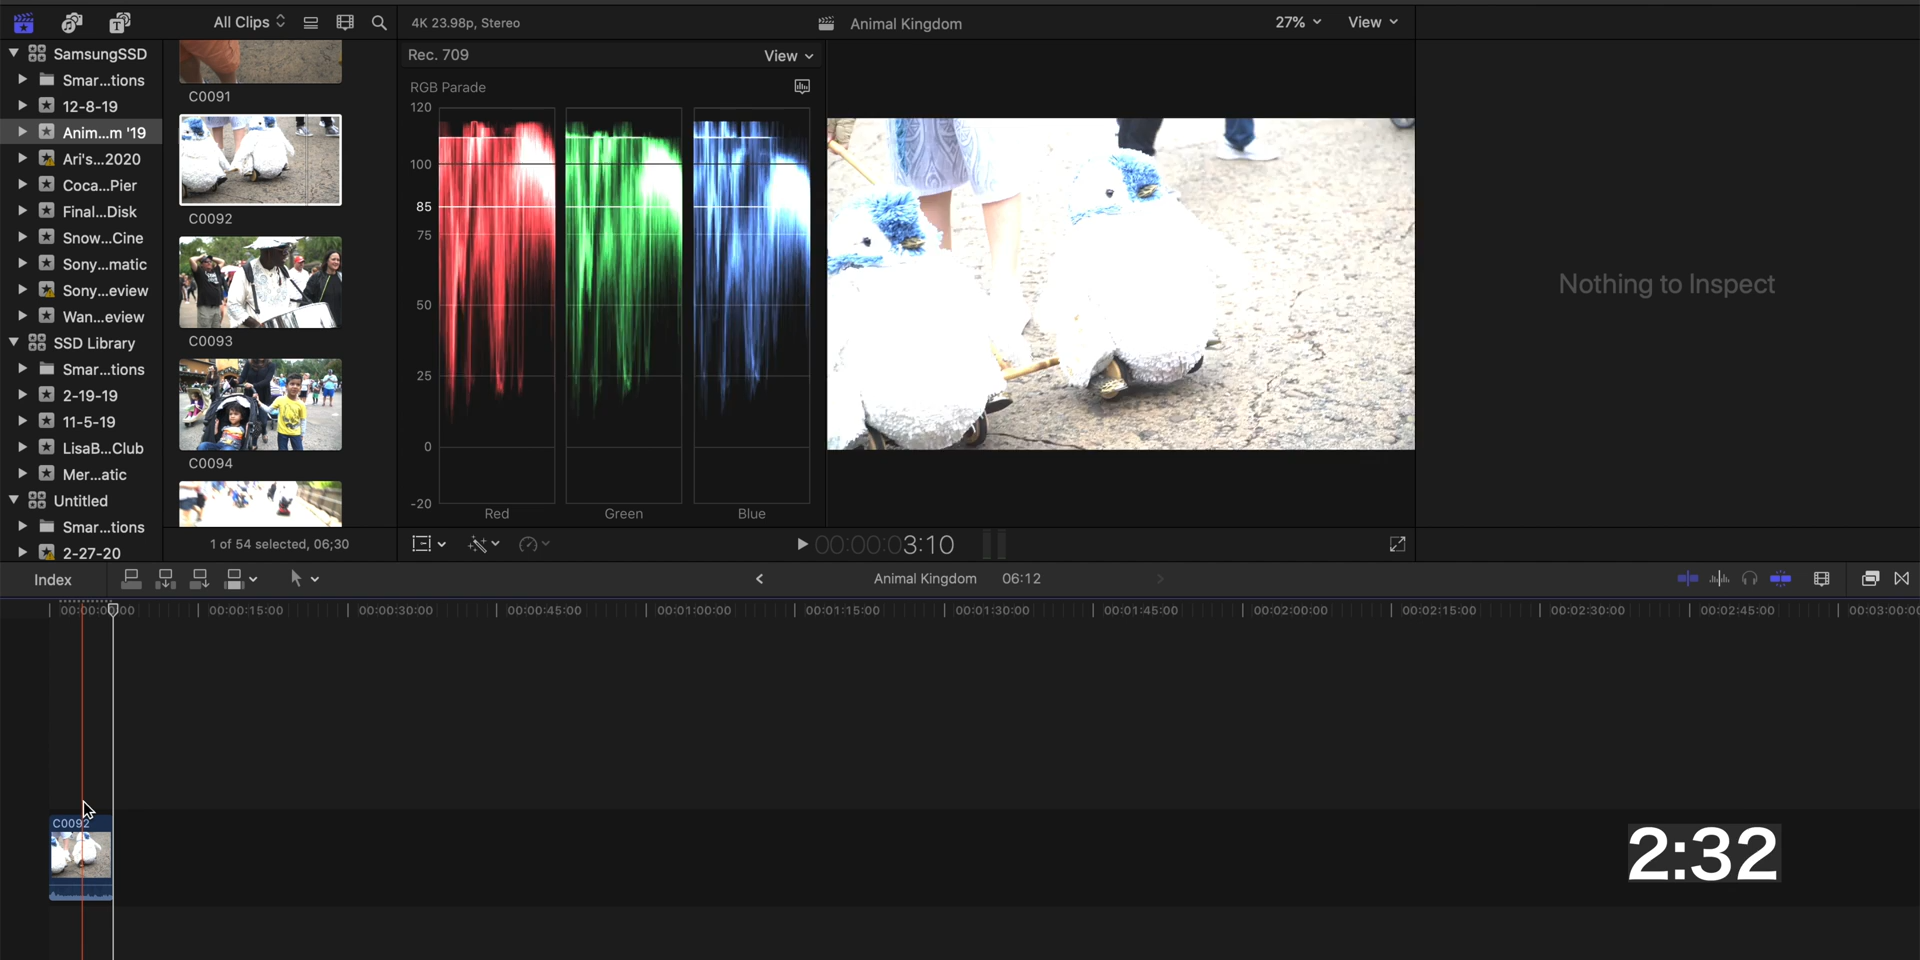 All Clips
4K 23.98p, Stereo
Animal Kingdom
27%
View
SamsungSSD
Smar...tions
12-8-19
Anim...m '19
Ari's...2020
Coca...Pier
Final...Disk
Snow...Cine
Sony...matic
Sony...eview
Wan...eview
SSD Library
Smar...tions
2-19-19
11-5-19
LisaB...Club
Mer...atic
Untitled
Smar...tions
2-27-20
C0091
C0092
C0093
C0094
1 of 54 selected, 06;30
Rec. 709
View
RGB Parade
120
100
85
75
50
25
0
-20
Red
Green
Blue
00:00:03:10
Nothing to Inspect
Index
Animal Kingdom
06:12
00:00:00:00
00:00:15:00
00:00:30:00
00:00:45:00
00:01:00:00
00:01:15:00
00:01:30:00
00:01:45:00
00:02:00:00
00:02:15:00
00:02:30:00
00:02:45:00
00:03:00:00
C0092
2:32